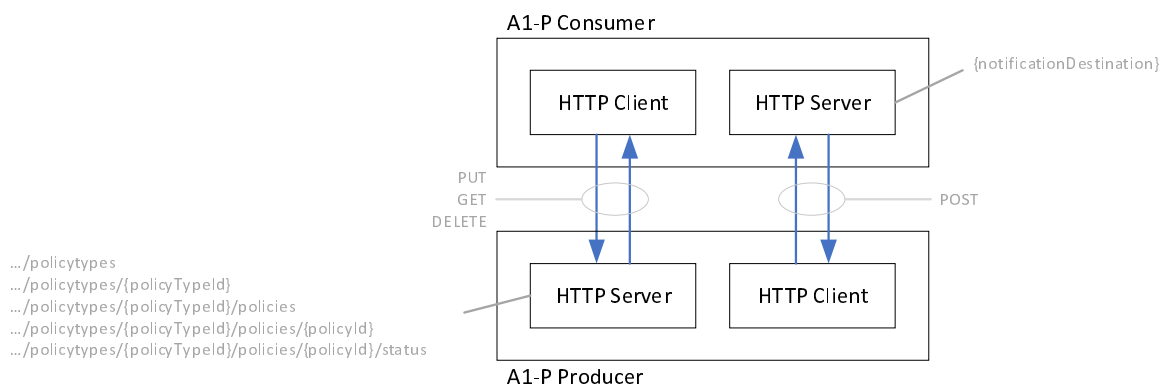 A1-P Consumer
{notificationDestination}
HTTP Client
HTTP Server
PUT
GET
DELETE
POST
.../policytypes
.../policytypes/{policyTypeId}
.../policytypes/{policyTypeId}/policies
.../policytypes/{policyTypeId}/policies/{policyId}
.../policytypes/{policyTypeId}/policies/{policyId}/status
HTTP Server
HTTP Client
A1-P Producer